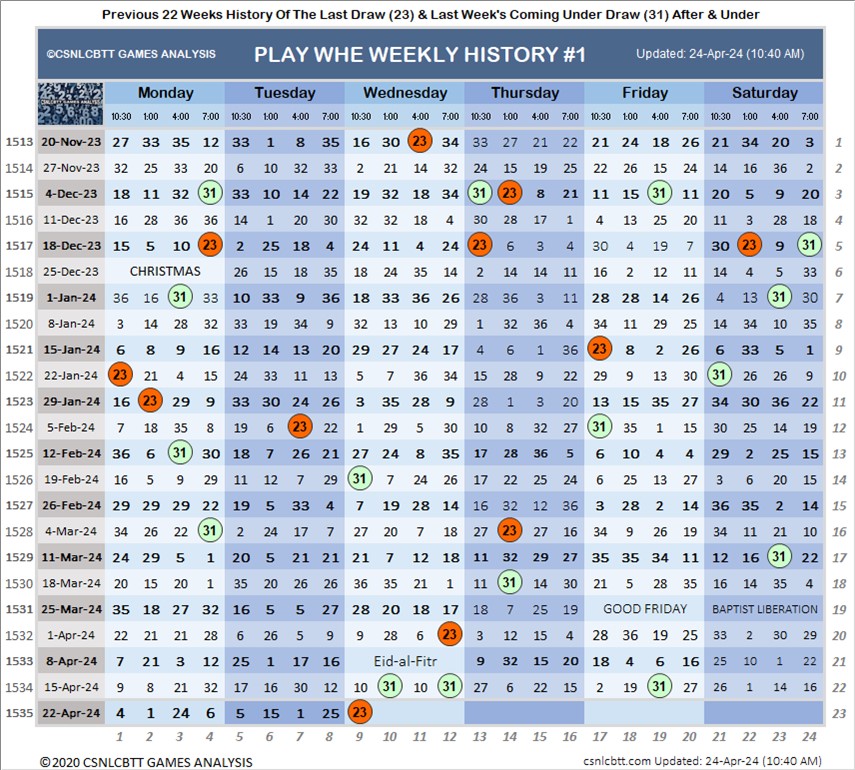 Previous 22 Weeks History Of The Last Draw (23) & Last Week's Coming Under Draw (31) After & Under
©CSNLCBTT GAMES ANALYSIS PLAY WHE WEEKLY HISTORY #1 Updated: 24-Apr-24 (10:40 AM)
CSNLCBTT GAMES ANALYSIS
Monday Tuesday Wednesday Thursday Friday Saturday
10:30 1:00 4:00 7:00 10:30 1:00 4:00 7:00 10:30 1:00 4:00 7:00 10:30 1:00 4:00 7:00 10:30 1:00 4:00 7:00 10:30 1:00 4:00 7:00
1513 20-Nov-23 27 33 35 12 33 1 8 35 16 30 23 34 33 27 21 22 21 24 18 26 21 34 20 3 1
1514 27-Nov-23 32 25 33 20 6 10 32 33 2 21 14 32 24 15 19 25 21 22 26 25 14 16 36 2 2
1515 4-Dec-23 18 11 32 31 33 10 14 22 19 32 18 34 31 23 8 21 11 15 31 11 20 5 9 20 3
1516 11-Dec-23 16 28 36 36 14 1 20 30 32 32 18 4 30 28 17 1 4 13 25 20 11 3 28 18 4
1517 18-Dec-23 15 5 10 23 2 25 18 4 24 11 4 24 23 6 3 4 30 4 19 7 30 23 9 31 5
1518 25-Dec-23 CHRISTMAS 26 15 18 35 18 24 35 14 2 14 14 11 16 2 12 11 14 4 5 33 6
1519 1-Jan-24 36 16 31 33 10 33 9 36 18 33 36 26 28 36 3 11 28 28 14 26 4 13 31 30 7
1520 8-Jan-24 3 14 28 32 33 19 34 9 32 13 10 29 1 32 36 4 34 11 29 25 14 34 10 35 8
1521 15-Jan-24 6 8 9 16 12 14 13 20 29 27 24 17 4 6 1 36 23 8 2 26 6 33 5 1 9
1522 22-Jan-24 23 21 4 15 24 33 11 13 5 7 36 34 15 28 9 22 29 9 13 30 31 26 26 9 10
1523 29-Jan-24 16 23 29 9 33 30 24 26 3 35 28 9 28 1 3 20 13 15 35 27 34 30 36 22 11
1524 5-Feb-24 7 18 35 8 19 6 23 22 1 29 5 30 10 8 32 27 31 35 1 15 30 25 14 19 12
1525 12-Feb-24 36 6 31 30 18 7 26 21 27 24 8 35 17 28 36 5 6 10 4 4 29 2 25 15 13
1526 19-Feb-24 16 5 9 29 11 12 7 29 31 7 24 26 17 22 25 24 6 25 13 27 3 6 20 15 14
1527 26-Feb-24 29 29 29 22 19 5 33 4 7 19 28 14 16 32 12 36 3 28 2 14 36 35 2 14 15
1528 4-Mar-24 34 26 22 31 3 24 17 7 27 20 7 18 27 23 27 16 34 24 9 19 34 11 21 10 16
1529 11-Mar-24 24 29 5 1 20 5 21 21 21 7 12 18 11 32 29 27 35 35 34 11 12 16 31 22 17
1530 18-Mar-24 20 15 20 1 35 20 26 26 36 35 21 1 11 31 14 30 21 5 28 35 16 14 35 4 18
1531 25-Mar-24 35 18 27 32 16 5 5 27 28 20 18 17 18 7 25 19 GOOD FRIDAY BAPTIST LIBERATION 19
1532 1-Apr-24 22 21 21 28 6 26 5 9 9 28 6 23 3 12 15 4 28 36 19 25 33 2 30 29 20
1533 8-Apr-24 7 21 3 12 25 1 17 16 Eid-al-Fitr 9 32 15 20 18 4 6 16 25 10 1 22 21
1534 15-Apr-24 9 8 21 32 17 16 30 12 10 31 10 31 27 6 22 15 2 19 31 27 26 1 14 16 22
1535 22-Apr-24 4 1 24 6 5 15 1 25 23 23
1 2 3 4 5 6 7 8 9 10 11 12 13 14 15 16 17 18 19 20 21 22 23 24
©2020 CSNLCBTT GAMES ANALYSIS csnlcbtt.com Updated: 24-Apr-24 (10:40 AM)